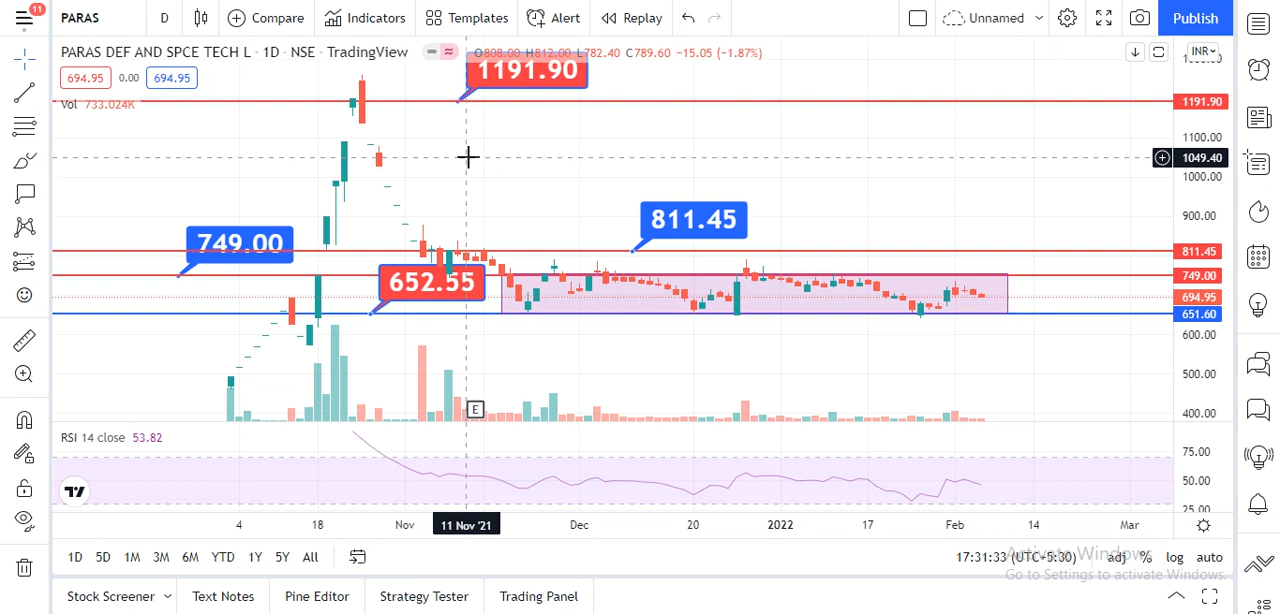 11
PARAS D Compare Indicators Templates Alert Replay Unnamed Publish
PARAS DEF AND SPCE TECH L · 1D · NSE · TradingView O808.00 H812.00 L782.40 C789.60 −15.05 (−1.87%) INR
694.95 0.00 694.95
Vol 733.024K
1191.90
1191.90
1100.00
1049.40
1000.00
900.00
811.45
749.00
811.45
652.55
749.00
694.95
651.60
600.00
500.00
400.00
E
RSI 14 close 53.82
75.00
50.00
25.00
4 18 Nov 11 Nov '21 Dec 20 2022 17 Feb 14 Mar
1D 5D 1M 3M 6M YTD 1Y 5Y All 17:31:33 (UTC+5:30) adj % log auto
Activate Windows
Go to Settings to activate Windows.
Stock Screener Text Notes Pine Editor Strategy Tester Trading Panel